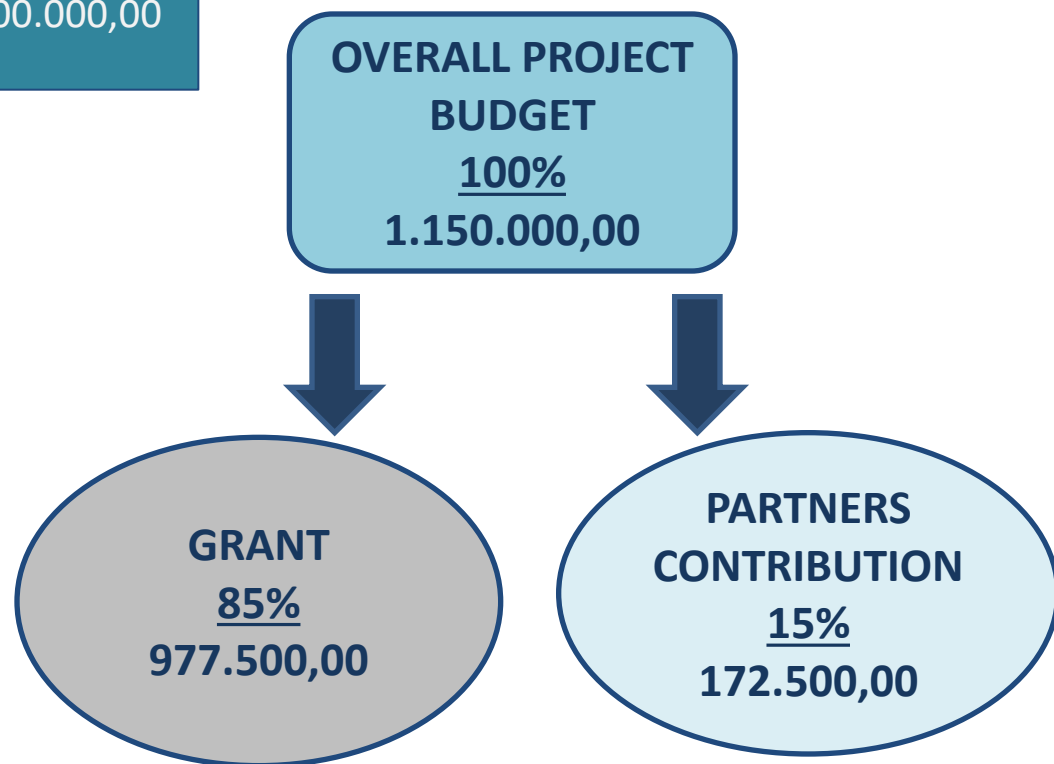 00.000,00
OVERALL PROJECT
BUDGET
100%
1.150.000,00
GRANT
85%
977.500,00
PARTNERS
CONTRIBUTION
15%
172.500,00